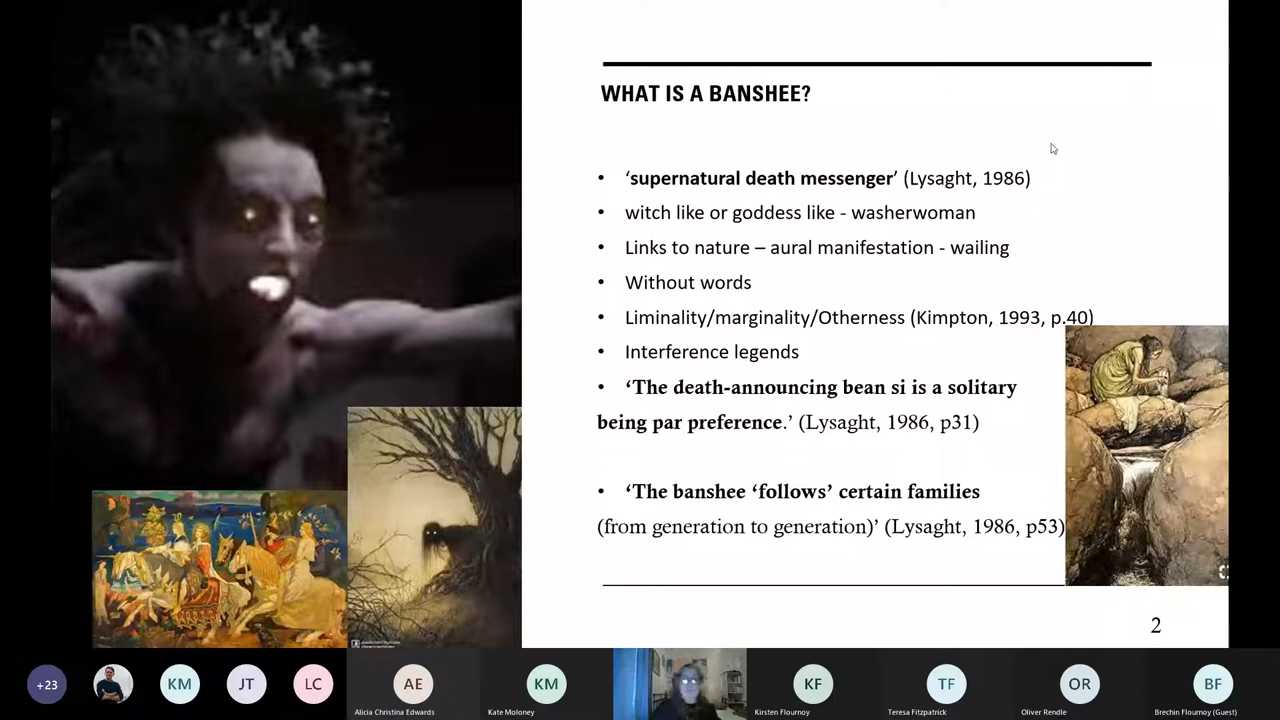 WHAT IS A BANSHEE?
• ‘supernatural death messenger’ (Lysaght, 1986)
• witch like or goddess like - washerwoman
• Links to nature – aural manifestation - wailing
• Without words
• Liminality/marginality/Otherness (Kimpton, 1993, p.40)
• Interference legends
• ‘The death-announcing bean si is a solitary
being par preference.’ (Lysaght, 1986, p31)
• ‘The banshee ‘follows’ certain families
(from generation to generation)’ (Lysaght, 1986, p53)
2
+23
KM
JT
LC
AE
KM
KF
TF
OR
BF
Alicia Christina Edwards
Kate Moloney
Kirsten Flournoy
Teresa Fitzpatrick
Oliver Rendle
Brechin Flournoy (Guest)